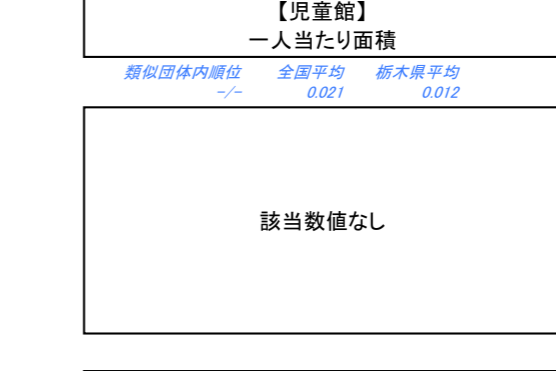 【児童館】
一人当たり面積
類似団体内順位 全国平均 栃木県平均
-/- 0.021 0.012
該当数値なし